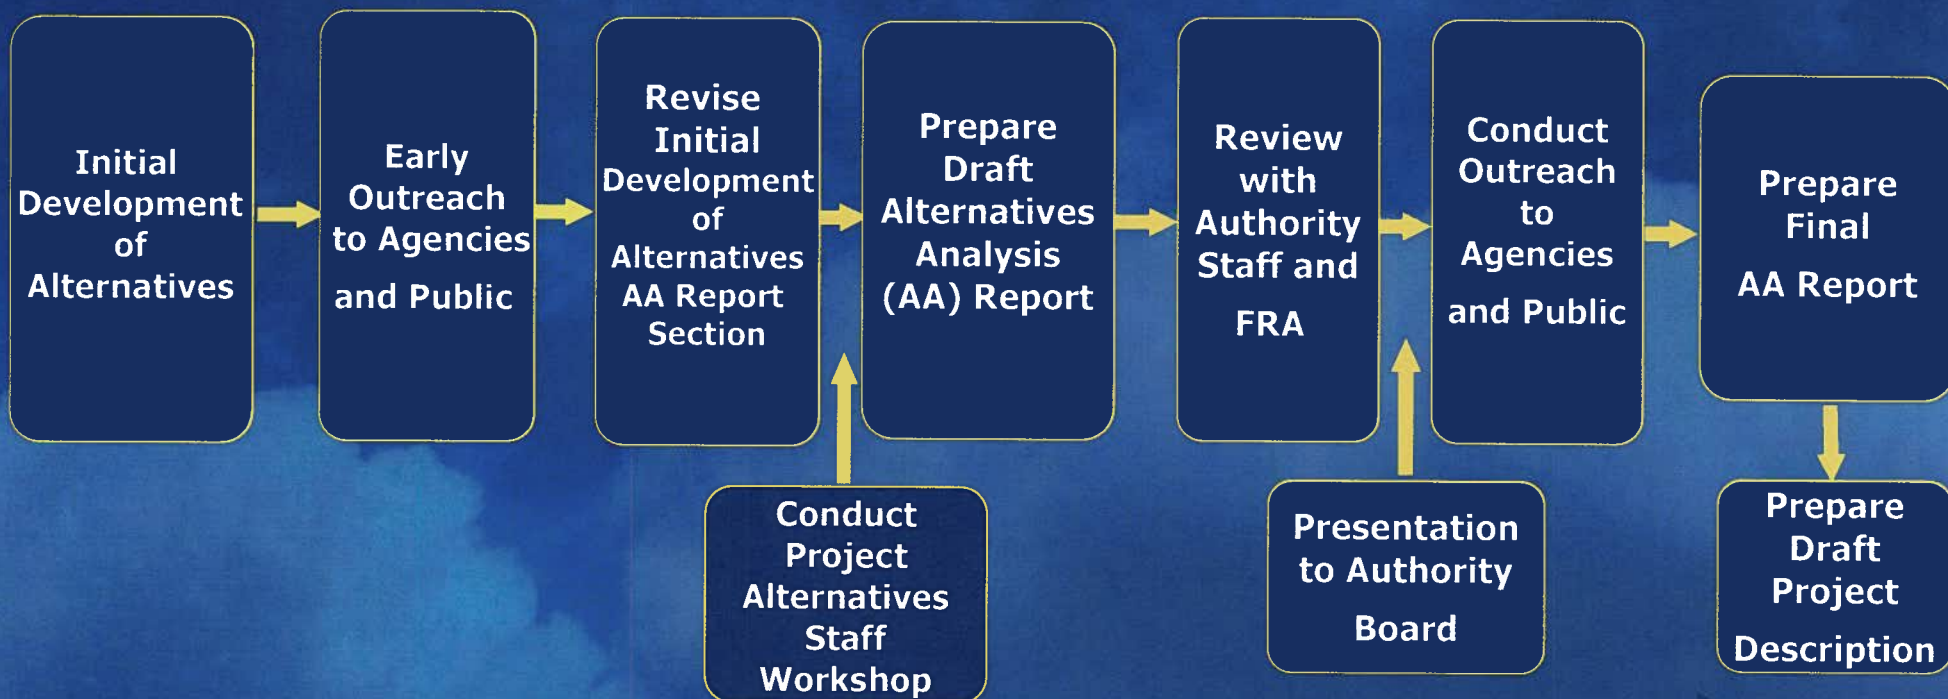 Initial
Development
of
Alternatives
Early
Outreach
to Agencies
and Public
Revise
Initial
Development
of
Alternatives
AA Report
Section
Prepare
Draft
Alternatives
Analysis
(AA) Report
Review
with
Authority
Staff and
FRA
Conduct
Outreach
to
Agencies
and Public
Prepare
Final
AA Report
Conduct
Project
Alternatives
Staff
Workshop
Presentation
to Authority
Board
Prepare
Draft
Project
Description